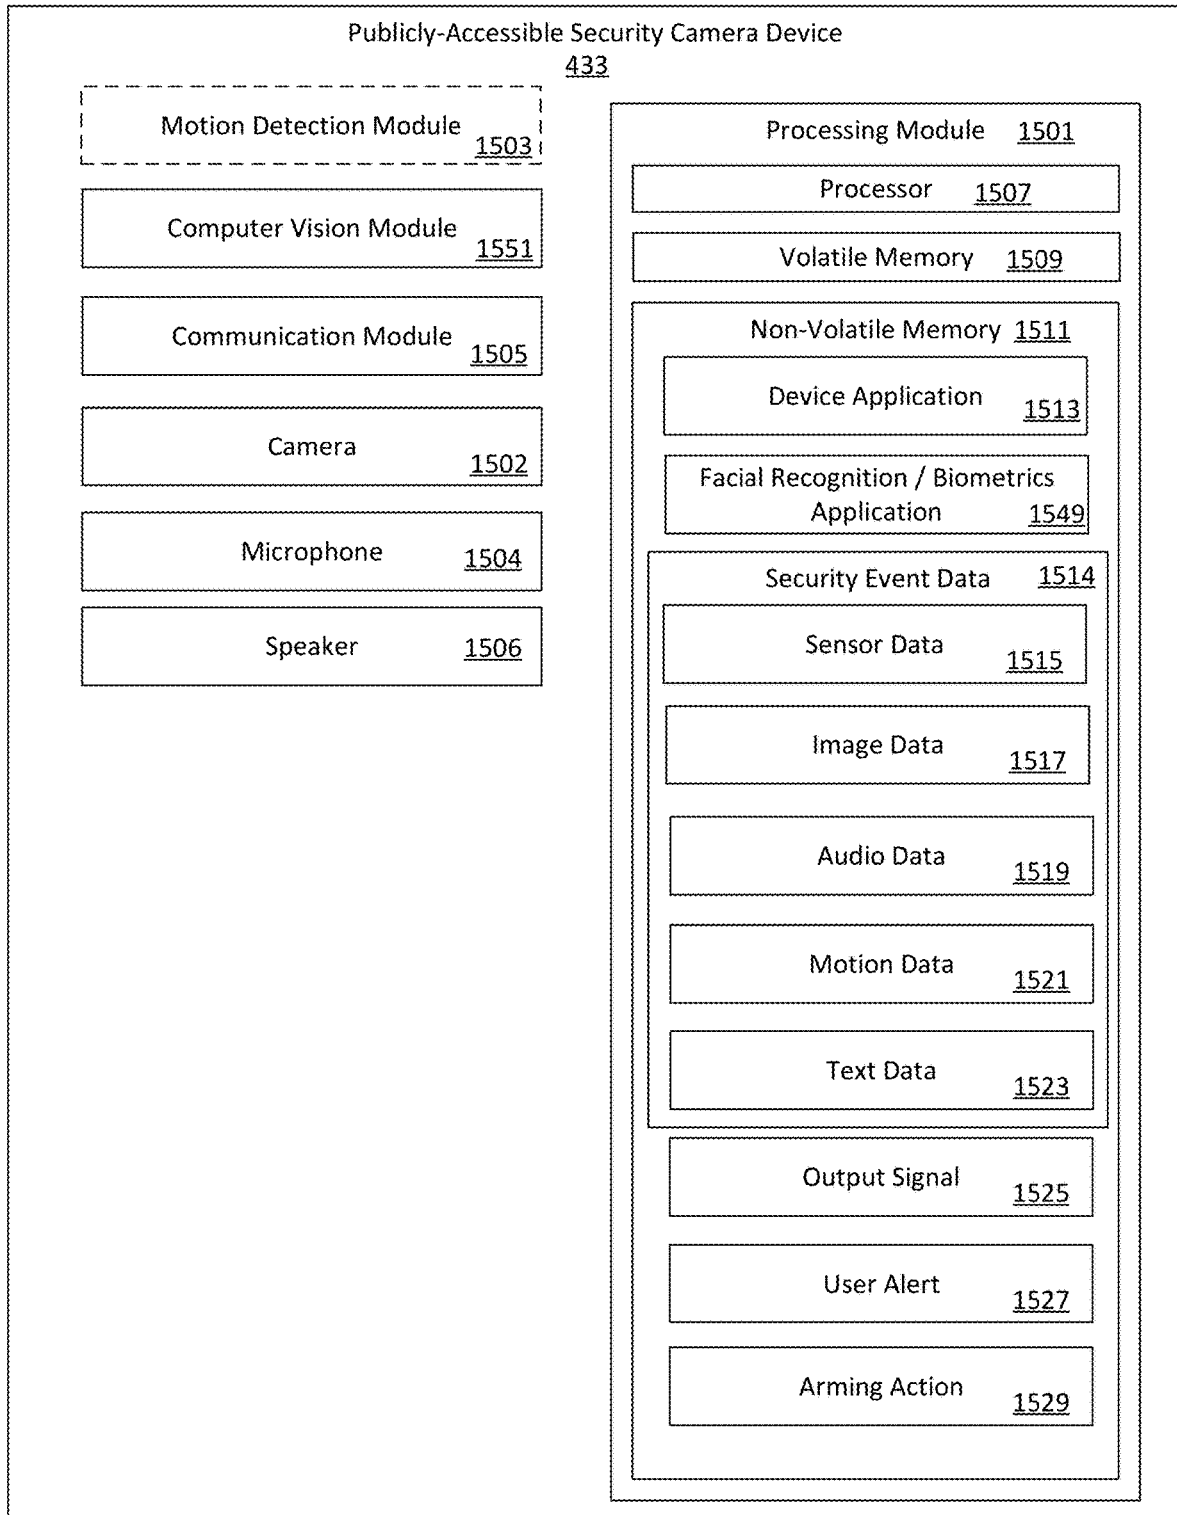 Publicly-Accessible Security Camera Device
433
Motion Detection Module 1503
Computer Vision Module 1551
Communication Module 1505
Camera 1502
Microphone 1504
Speaker 1506
Processing Module 1501
Processor 1507
Volatile Memory 1509
Non-Volatile Memory 1511
Device Application 1513
Facial Recognition / Biometrics
Application 1549
Security Event Data 1514
Sensor Data 1515
Image Data 1517
Audio Data 1519
Motion Data 1521
Text Data 1523
Output Signal 1525
User Alert 1527
Arming Action 1529